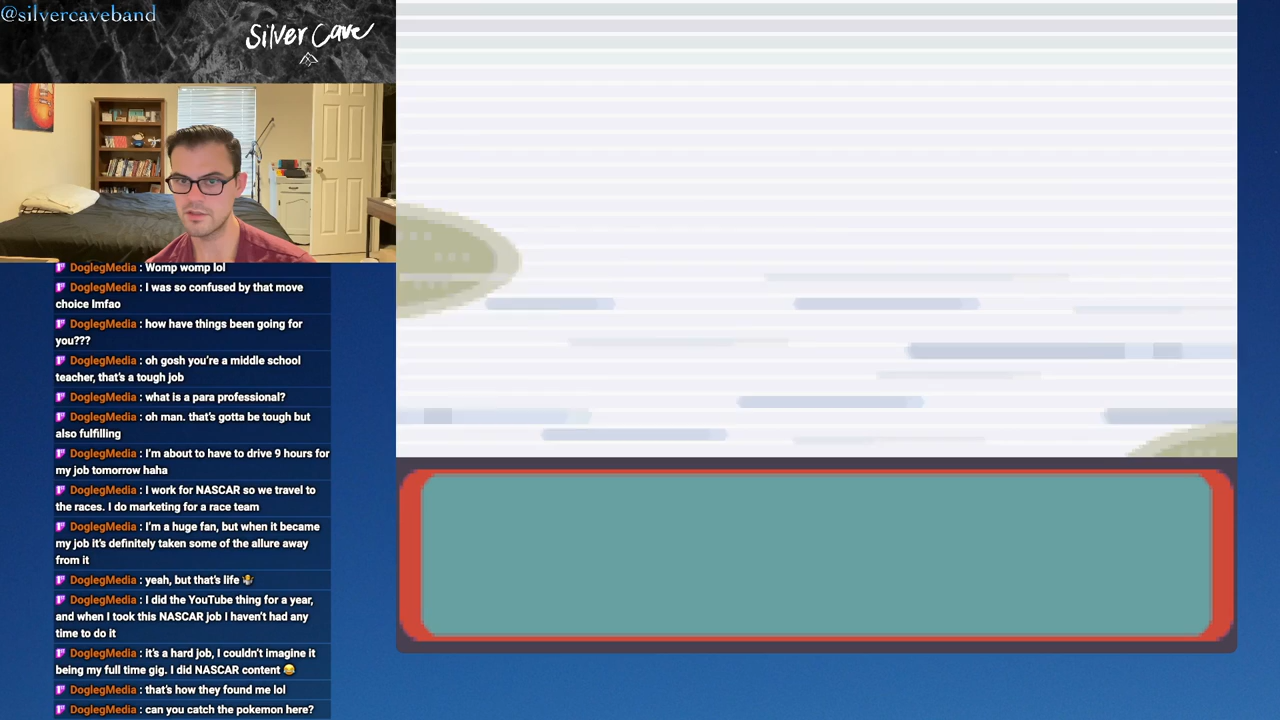 @silvercaveband
Silver Cave
DoglegMedia : Womp womp lol
DoglegMedia : I was so confused by that move
choice lmfao
DoglegMedia : how have things been going for
you???
DoglegMedia : oh gosh you're a middle school
teacher, that's a tough job
DoglegMedia : what is a para professional?
DoglegMedia : oh man. that's gotta be tough but
also fulfilling
DoglegMedia : I'm about to have to drive 9 hours for
my job tomorrow haha
DoglegMedia : I work for NASCAR so we travel to
the races. I do marketing for a race team
DoglegMedia : I'm a huge fan, but when it became
my job it's definitely taken some of the allure away
from it
DoglegMedia : yeah, but that's life 🤷
DoglegMedia : I did the YouTube thing for a year,
and when I took this NASCAR job I haven't had any
time to do it
DoglegMedia : it's a hard job, I couldn't imagine it
being my full time gig. I did NASCAR content 😂
DoglegMedia : that's how they found me lol
DoglegMedia : can you catch the pokemon here?